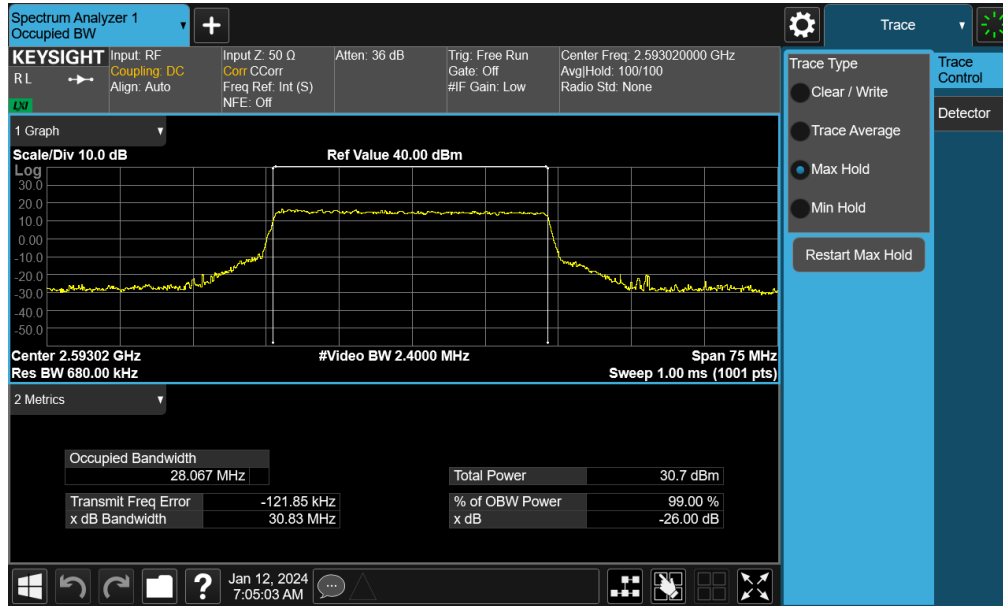 Spectrum Analyzer 1
Occupied BW
+
Trace
KEYSIGHT
R L
LXI
Input: RF
Coupling: DC
Align: Auto
Input Z: 50 Ω
Corr CCorr
Freq Ref: Int (S)
NFE: Off
Atten: 36 dB
Trig: Free Run
Gate: Off
#IF Gain: Low
Center Freq: 2.593020000 GHz
Avg|Hold: 100/100
Radio Std: None
Trace Type
Clear / Write
Trace Average
Max Hold
Min Hold
Restart Max Hold
Trace
Control
Detector
1 Graph
Scale/Div 10.0 dB
Ref Value 40.00 dBm
Log
30.0
20.0
10.0
0.00
-10.0
-20.0
-30.0
-40.0
-50.0
Center 2.59302 GHz
#Video BW 2.4000 MHz
Span 75 MHz
Res BW 680.00 kHz
Sweep 1.00 ms (1001 pts)
2 Metrics
Occupied Bandwidth
28.067 MHz
Total Power 30.7 dBm
Transmit Freq Error -121.85 kHz
% of OBW Power 99.00 %
x dB Bandwidth 30.83 MHz
x dB -26.00 dB
?
Jan 12, 2024
7:05:03 AM